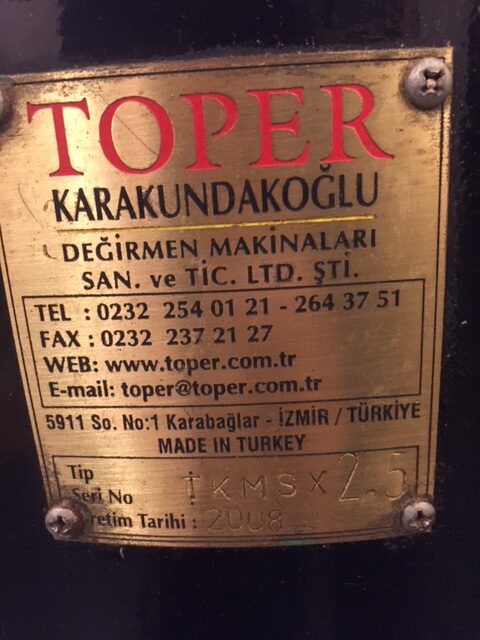 TOPER
KARAKUNDAKOĞLU
DEĞİRMEN MAKİNALARI
SAN. ve TİC. LTD. ŞTİ.
TEL : 0232 254 01 21 - 264 37 51
FAX : 0232 237 21 27
WEB: www.toper.com.tr
E-mail: toper@toper.com.tr
5911 So. No:1 Karabağlar - İZMİR / TÜRKİYE
MADE IN TURKEY
Tip TKMSX 2.5
Seri No
retim Tarihi : 2008